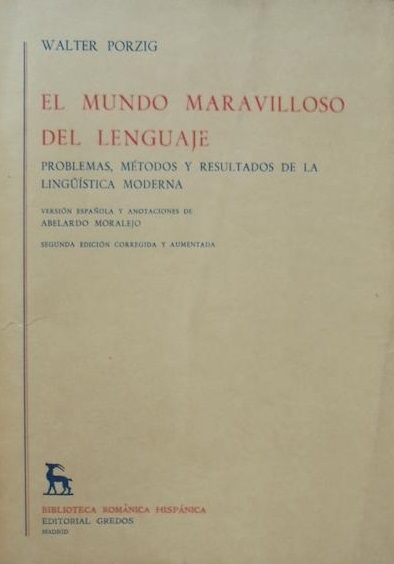 WALTER PORZIG
EL MUNDO MARAVILLOSO
DEL LENGUAJE
PROBLEMAS, MÉTODOS Y RESULTADOS DE LA
LINGÜÍSTICA MODERNA
VERSIÓN ESPAÑOLA Y ANOTACIONES DE
ABELARDO MORALEJO
SEGUNDA EDICIÓN CORREGIDA Y AUMENTADA
BIBLIOTECA ROMÁNICA HISPÁNICA
EDITORIAL GREDOS
MADRID